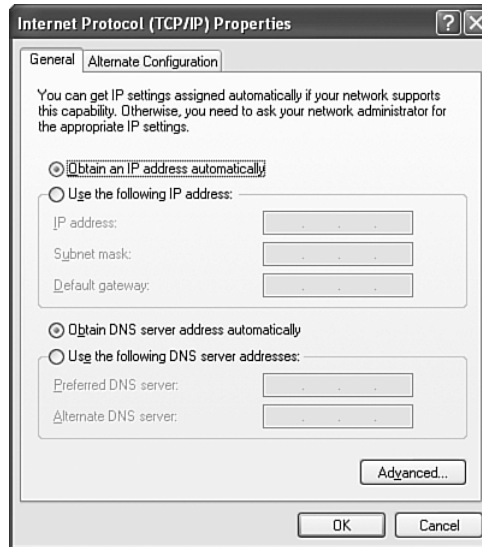 Internet Protocol (TCP/IP) Properties
General
Alternate Configuration
You can get IP settings assigned automatically if your network supports
this capability. Otherwise, you need to ask your network administrator for
the appropriate IP settings.
Obtain an IP address automatically
Use the following IP address:
IP address:
Subnet mask:
Default gateway:
Obtain DNS server address automatically
Use the following DNS server addresses:
Preferred DNS server:
Alternate DNS server:
Advanced...
OK
Cancel